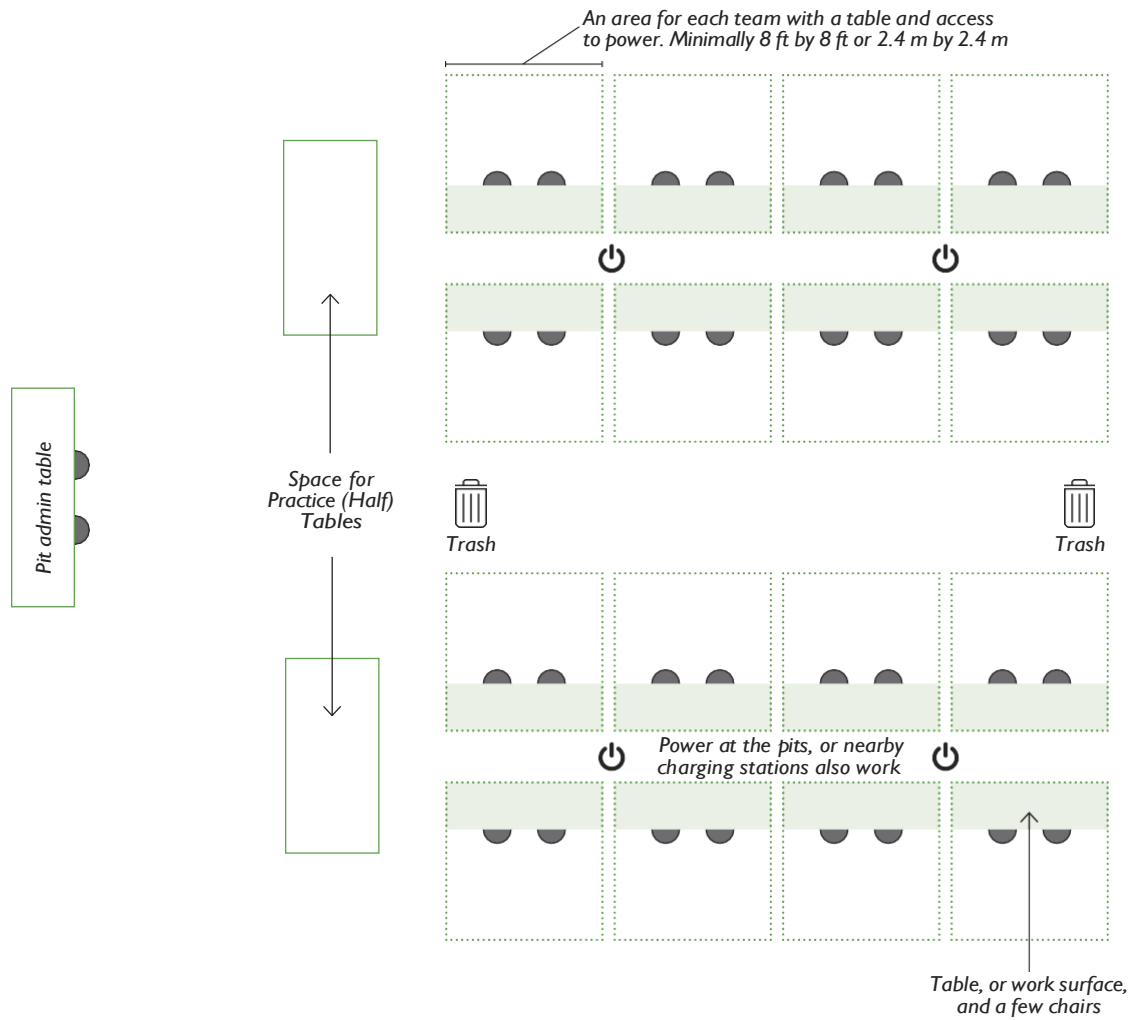 An area for each team with a table and access
to power. Minimally 8 ft by 8 ft or 2.4 m by 2.4 m
Pit admin table
Space for
Practice (Half)
Tables
Trash
Trash
Power at the pits, or nearby
charging stations also work
Table, or work surface,
and a few chairs